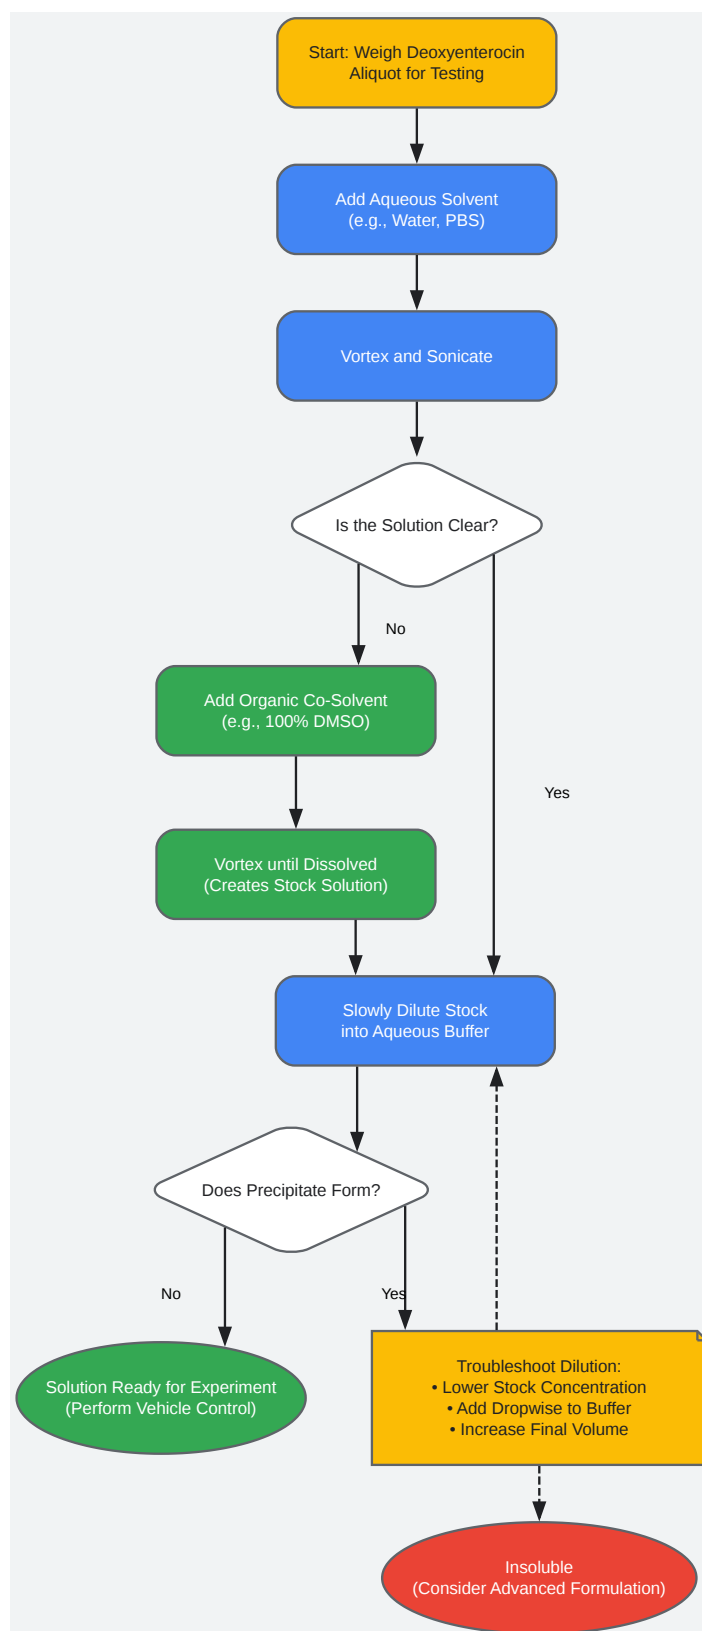 Start: Weigh Deoxyenterocin
Aliquot for Testing
Add Aqueous Solvent
(e.g., Water, PBS)
Vortex and Sonicate
Is the Solution Clear?
No
Add Organic Co-Solvent
(e.g., 100% DMSO)
Yes
Vortex until Dissolved
(Creates Stock Solution)
Slowly Dilute Stock
into Aqueous Buffer
Does Precipitate Form?
No
Yes
Troubleshoot Dilution:
• Lower Stock Concentration
• Add Dropwise to Buffer
• Increase Final Volume
Solution Ready for Experiment
(Perform Vehicle Control)
Insoluble
(Consider Advanced Formulation)